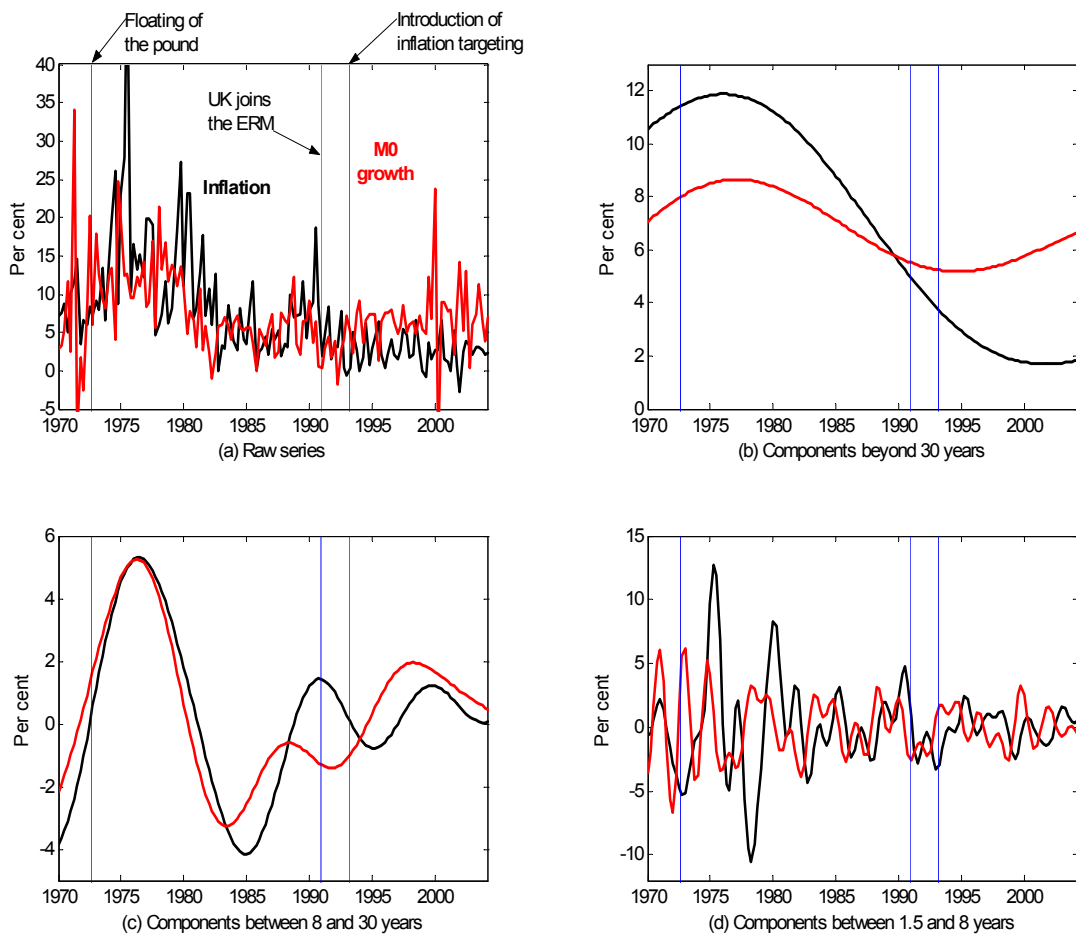 Floating of
the pound
Introduction of
inflation targeting
UK joins
the ERM
M0
growth
Inflation
Per cent
40
35
30
25
20
15
10
5
0
-5
1970 1975 1980 1985 1990 1995 2000
(a) Raw series
Per cent
12
10
8
6
4
2
0
1970 1975 1980 1985 1990 1995 2000
(b) Components beyond 30 years
Per cent
6
4
2
0
-2
-4
1970 1975 1980 1985 1990 1995 2000
(c) Components between 8 and 30 years
Per cent
15
10
5
0
-5
-10
1970 1975 1980 1985 1990 1995 2000
(d) Components between 1.5 and 8 years